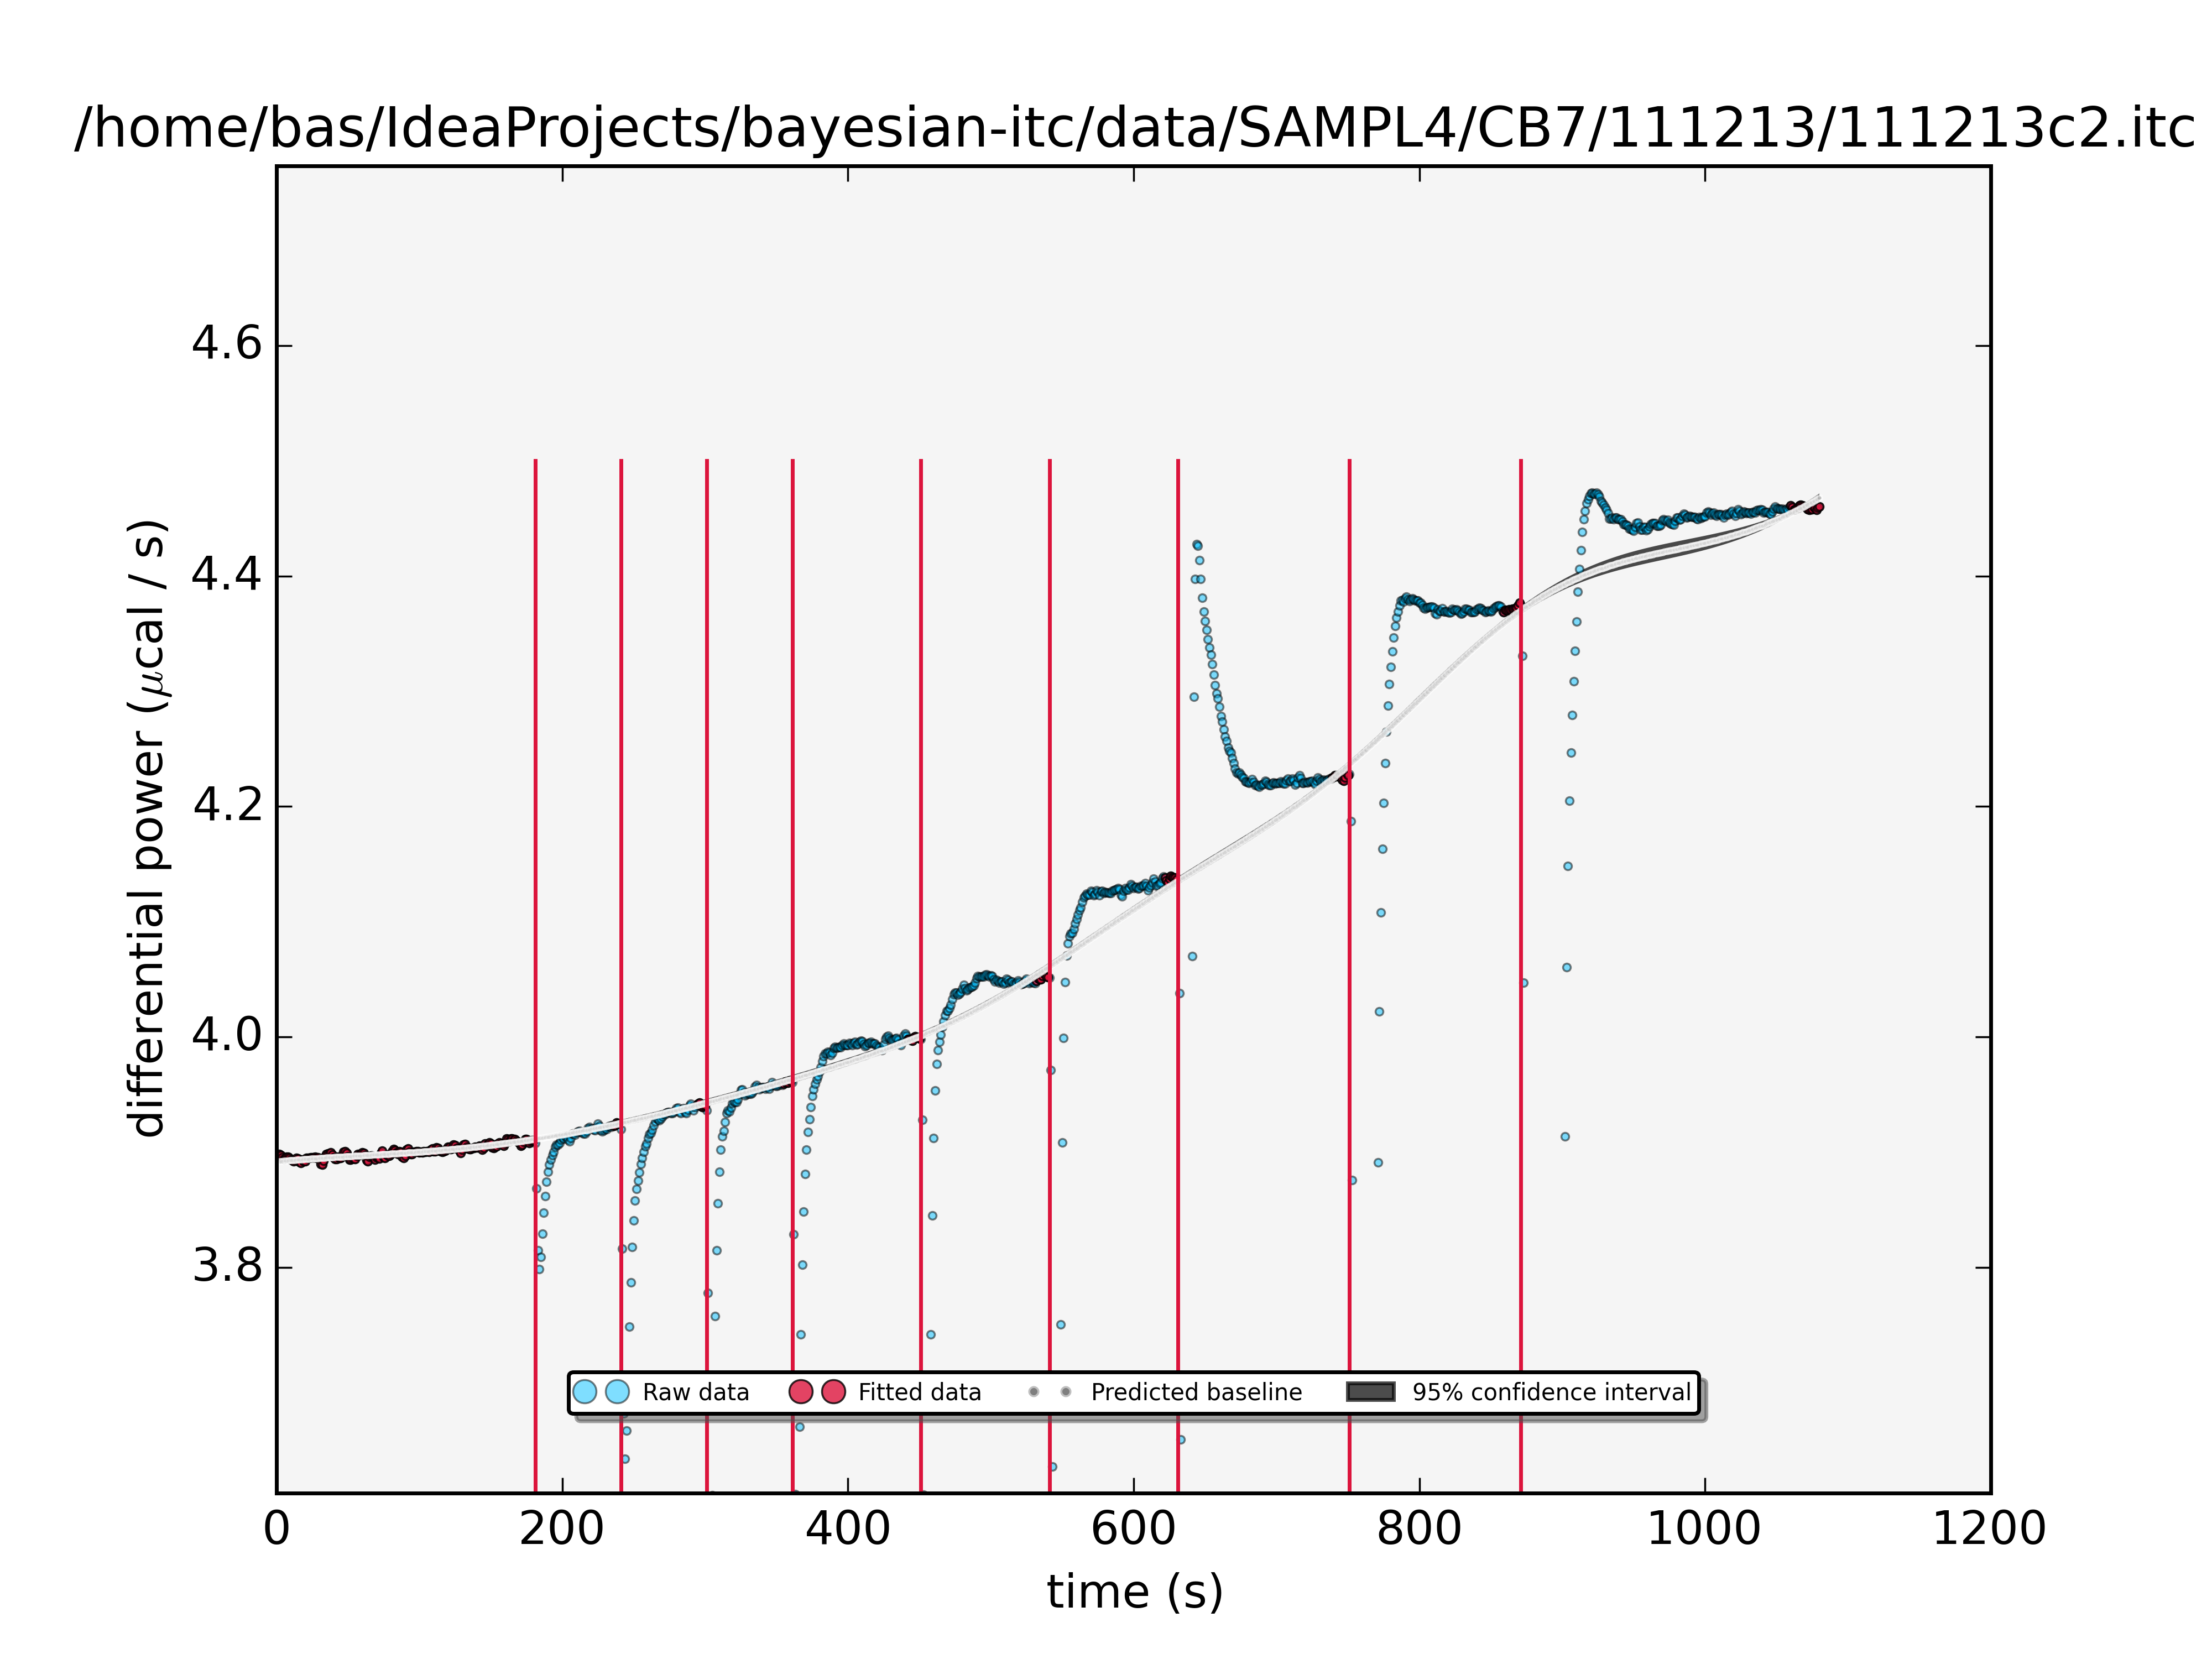 /home/bas/IdeaProjects/bayesian-itc/data/SAMPL4/CB7/111213/111213c2.itc
differential power (μcal / s)
4.6
4.4
4.2
4.0
3.8
Raw data
Fitted data
Predicted baseline
95% confidence interval
0
200
400
600
800
1000
1200
time (s)